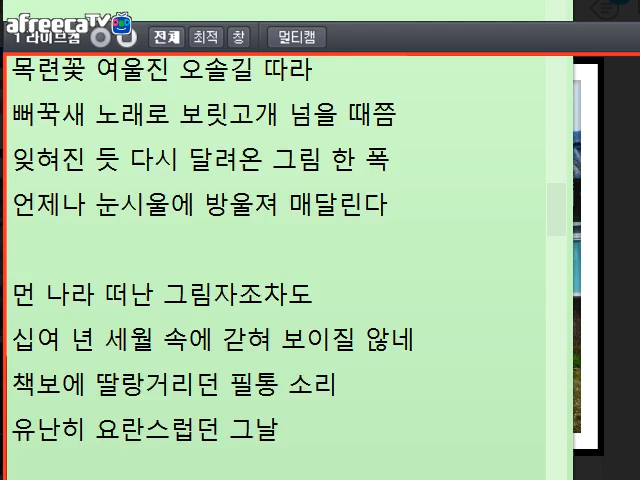 afreecaTV
1 라이브캠 전체 최적 창 멀티캠
목련꽃 여울진 오솔길 따라
뻐꾹새 노래로 보릿고개 넘을 때쯤
잊혀진 듯 다시 달려온 그림 한 폭
언제나 눈시울에 방울져 매달린다
먼 나라 떠난 그림자조차도
십여 년 세월 속에 갇혀 보이질 않네
책보에 딸랑거리던 필통 소리
유난히 요란스럽던 그날